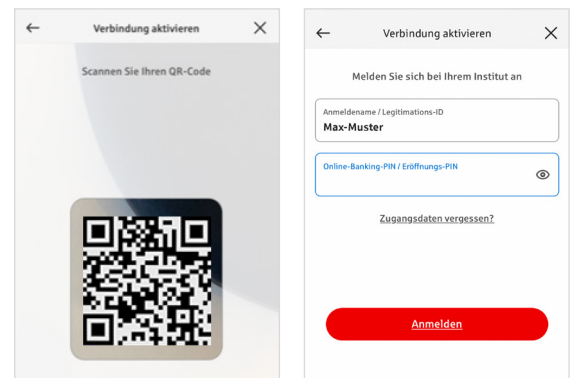 Verbindung aktivieren
Scannen Sie Ihren QR-Code
Verbindung aktivieren
Melden Sie sich bei Ihrem Institut an
Anmeldename / Legitimations-ID
Max-Muster
Online-Banking-PIN / Eröffnungs-PIN
Zugangsdaten vergessen?
Anmelden